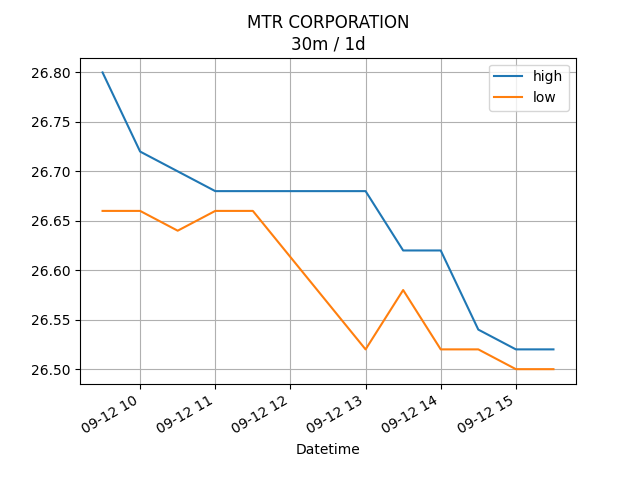 MTR CORPORATION
30m / 1d
high
low
26.80
26.75
26.70
26.65
26.60
26.55
26.50
09-12 10
09-12 11
09-12 12
09-12 13
09-12 14
09-12 15
Datetime